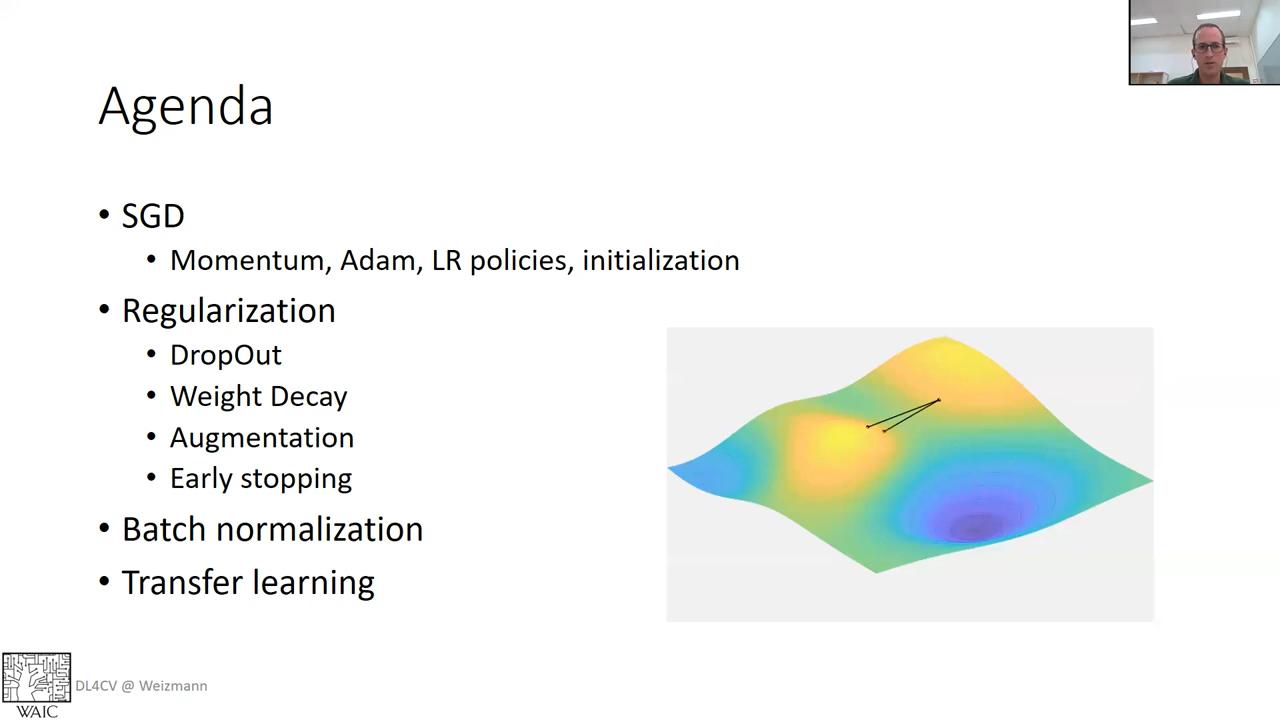 Agenda
• SGD
• Momentum, Adam, LR policies, initialization
• Regularization
• DropOut
• Weight Decay
• Augmentation
• Early stopping
• Batch normalization
• Transfer learning
DL4CV @ Weizmann
WAIC